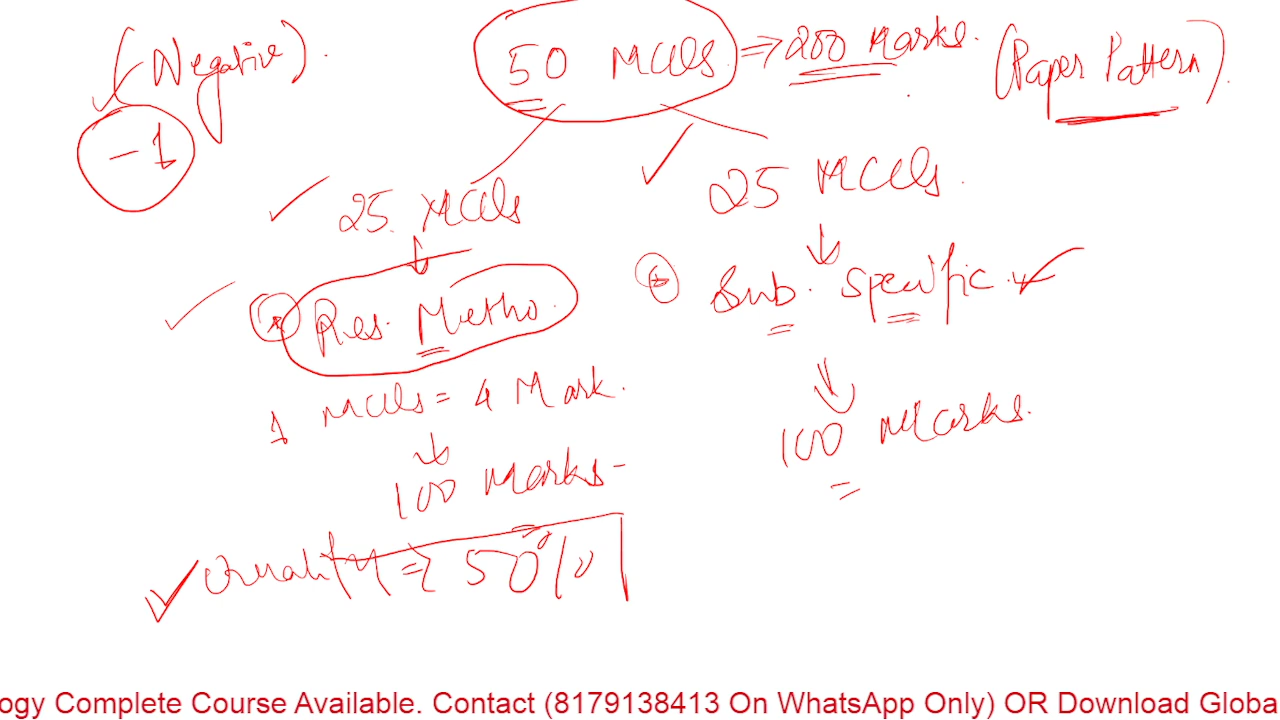 (Negative).
-1
50 MCQs => 200 Marks. (Paper Pattern).
25 MCQs
25 MCQs.
Res. Metho.
Sub. Specific.
1 MCQs = 4 Mark.
100 Marks-
100 Marks.
Qualify => 50%
ogy Complete Course Available. Contact (8179138413 On WhatsApp Only) OR Download Globa